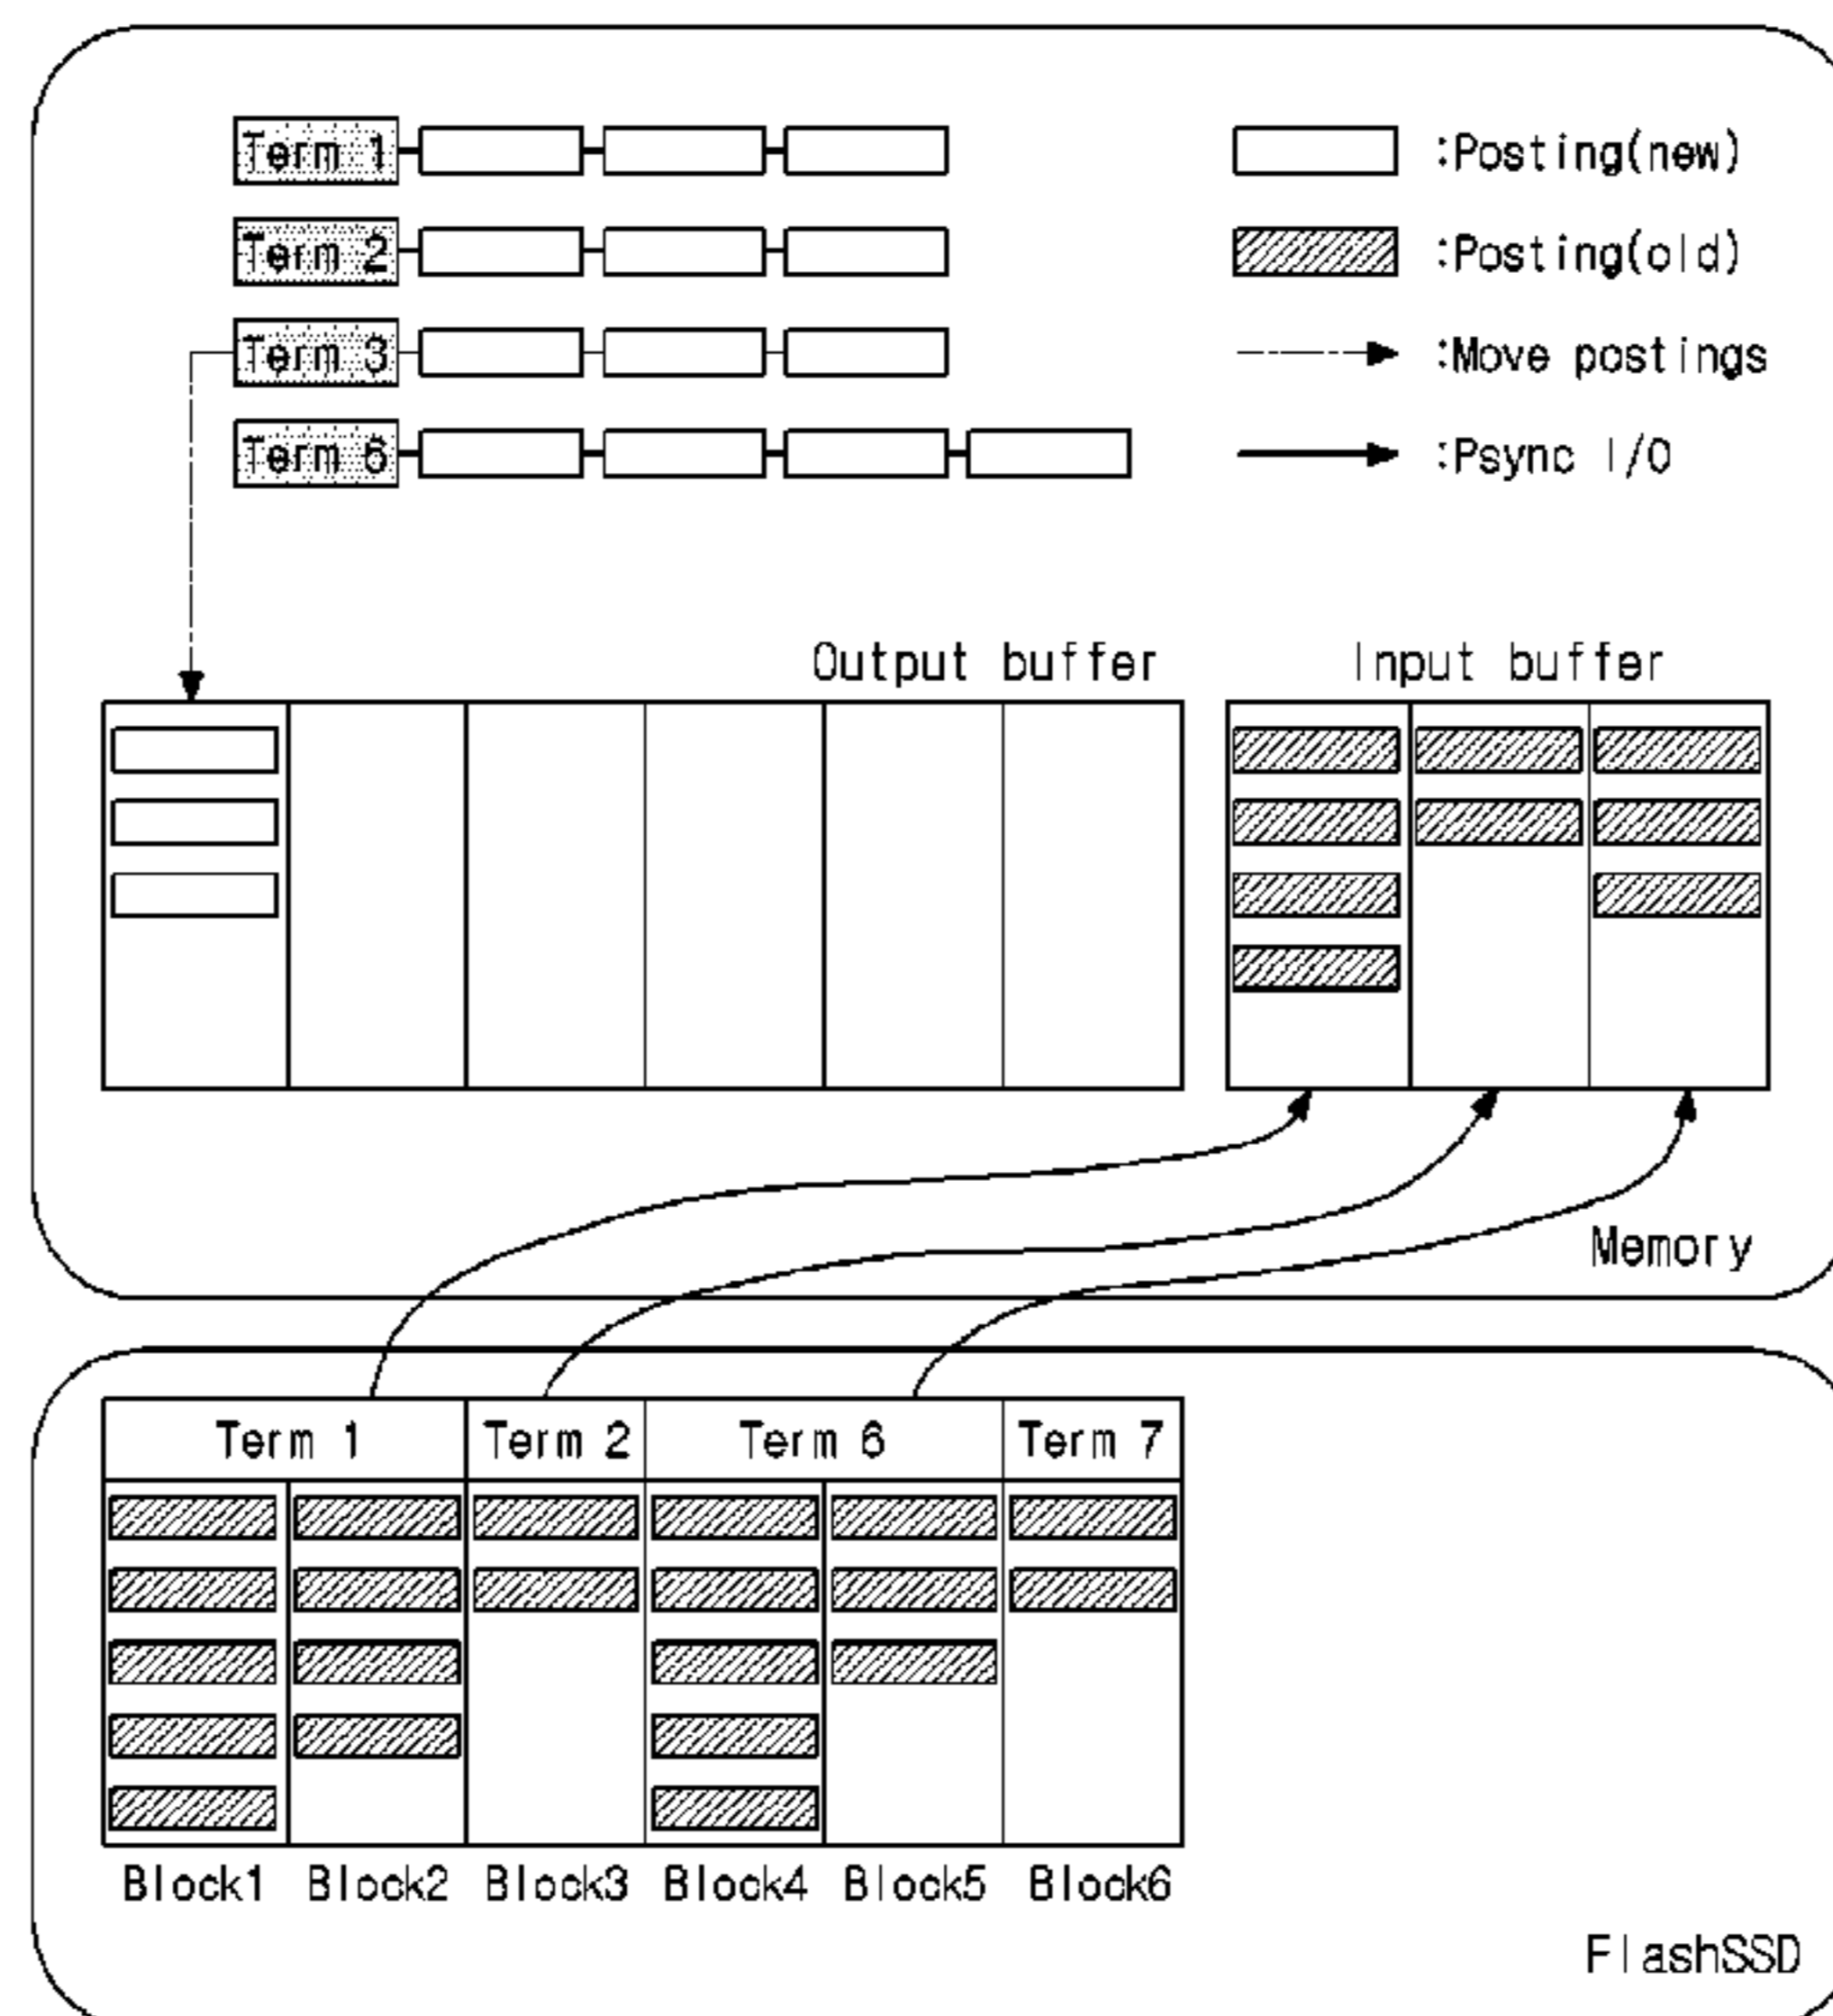 Term 1
:Posting(new)
Term 2
:Posting(old)
Term 3
:Move postings
Term 6
:Psync I/O
Output buffer
Input buffer
Memory
Term 1
Term 2
Term 6
Term 7
Block1
Block2
Block3
Block4
Block5
Block6
FlashSSD